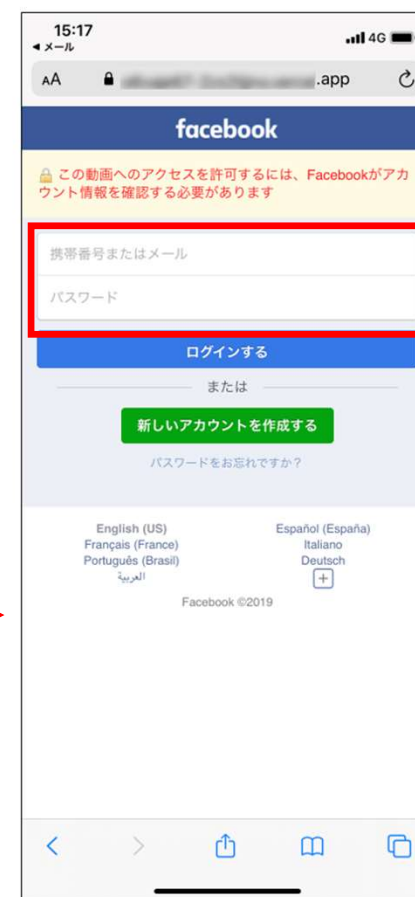 15:17
4G
◀ メール
AA
.app
facebook
🔒 この動画へのアクセスを許可するには、Facebookがアカ
ウント情報を確認する必要があります
携帯番号またはメール
パスワード
ログインする
または
新しいアカウントを作成する
パスワードをお忘れですか？
English (US)
Español (España)
Français (France)
Italiano
Português (Brasil)
Deutsch
العربية
Facebook ©2019